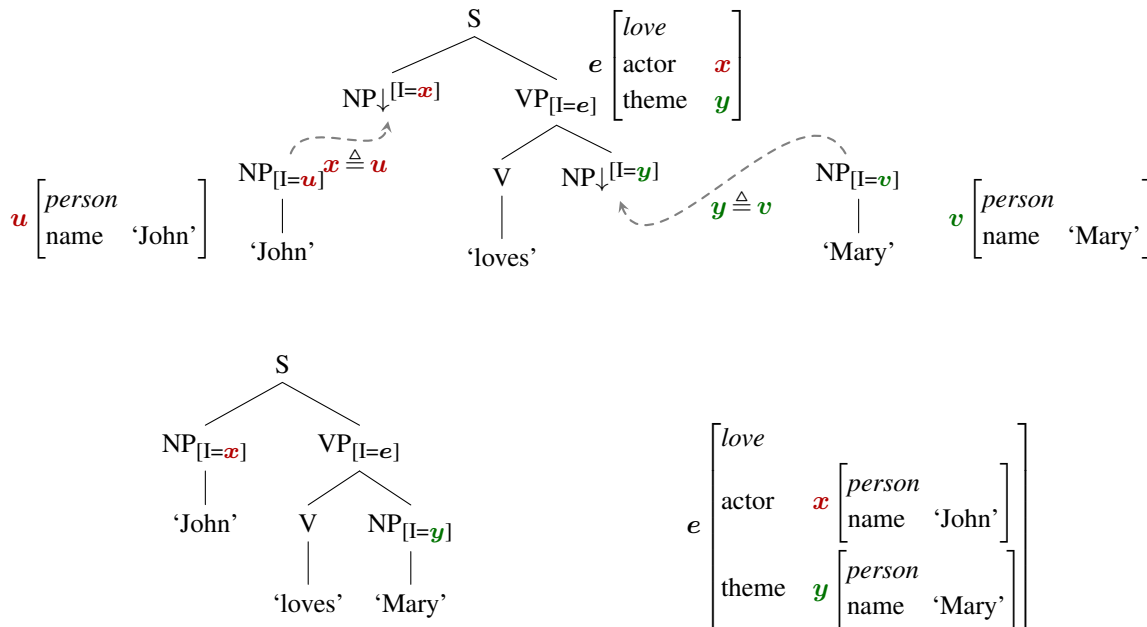 S
e [love
actor x
theme y]
NP↓[I=x] VP[I=e]
NP[I=u] x ≜ u V NP↓[I=y] y ≜ v NP[I=v]
u [person
name ‘John’]
v [person
name ‘Mary’]
‘John’ ‘loves’ ‘Mary’
S
NP[I=x] VP[I=e]
‘John’ V NP[I=y]
‘loves’ ‘Mary’
e [love
actor x [person
name ‘John’]
theme y [person
name ‘Mary’]]